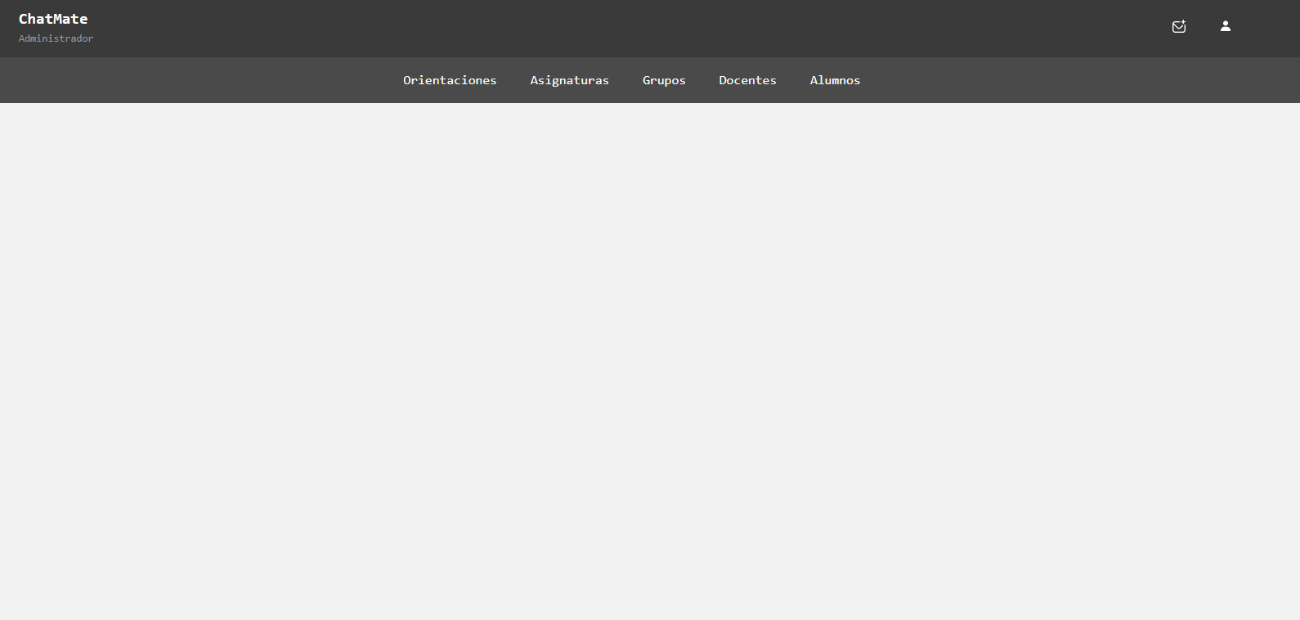 ChatMate
Administrador
Orientaciones Asignaturas Grupos Docentes Alumnos